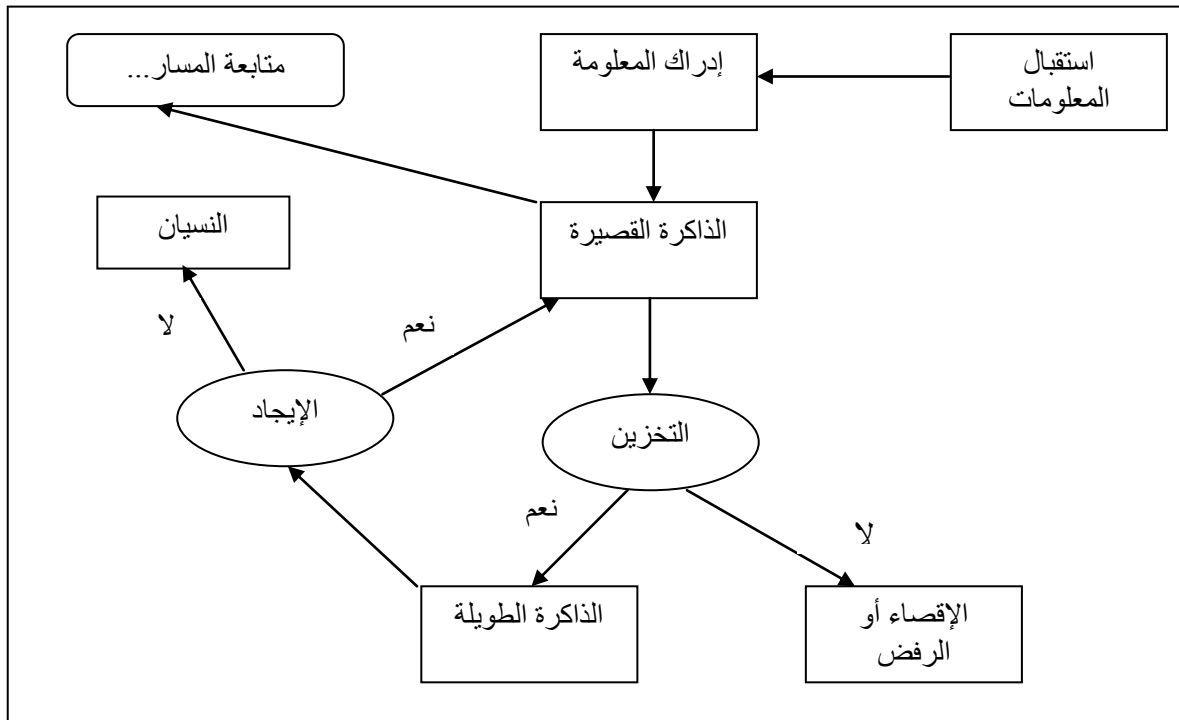 استقبال
المعلومات
إدراك المعلومة
متابعة المسار...
الذاكرة القصيرة
النسيان
لا
نعم
الإيجاد
التخزين
نعم
لا
الذاكرة الطويلة
الإقصاء أو
الرفض